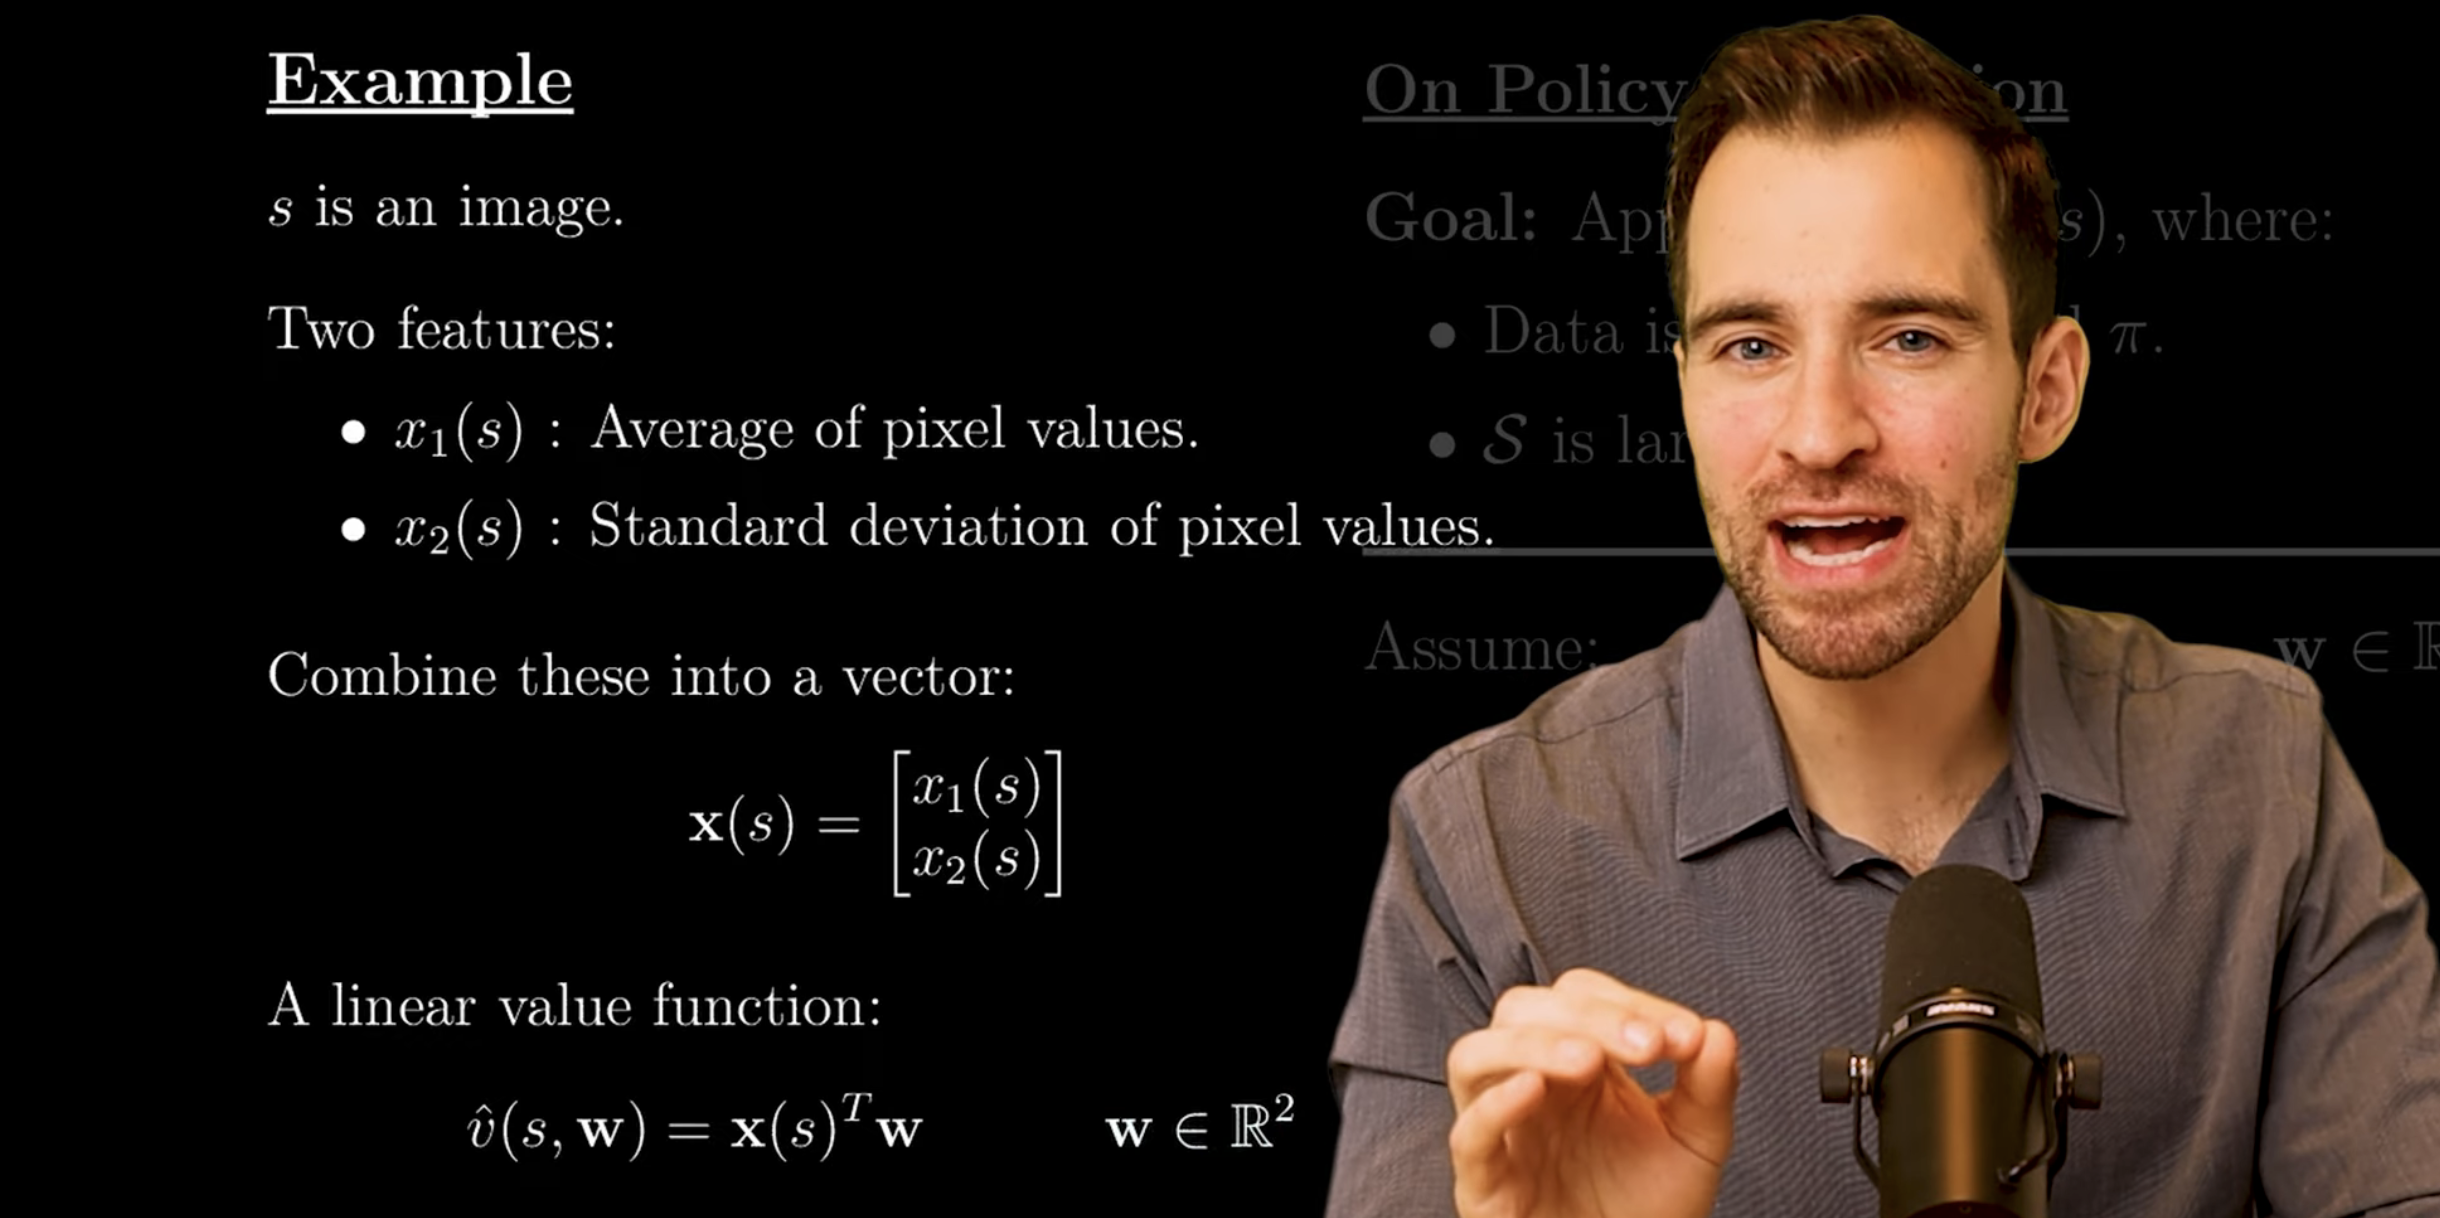 Example
s is an image.
Two features:
• x₁(s) : Average of pixel values.
• x₂(s) : Standard deviation of pixel values.
Combine these into a vector:
x(s) = [x₁(s)
x₂(s)]
A linear value function:
v̂(s, w) = x(s)ᵀw w ∈ ℝ²
On Policy
Goal: s), where:
• Data is π.
• 𝒮 is
Assume: w ∈